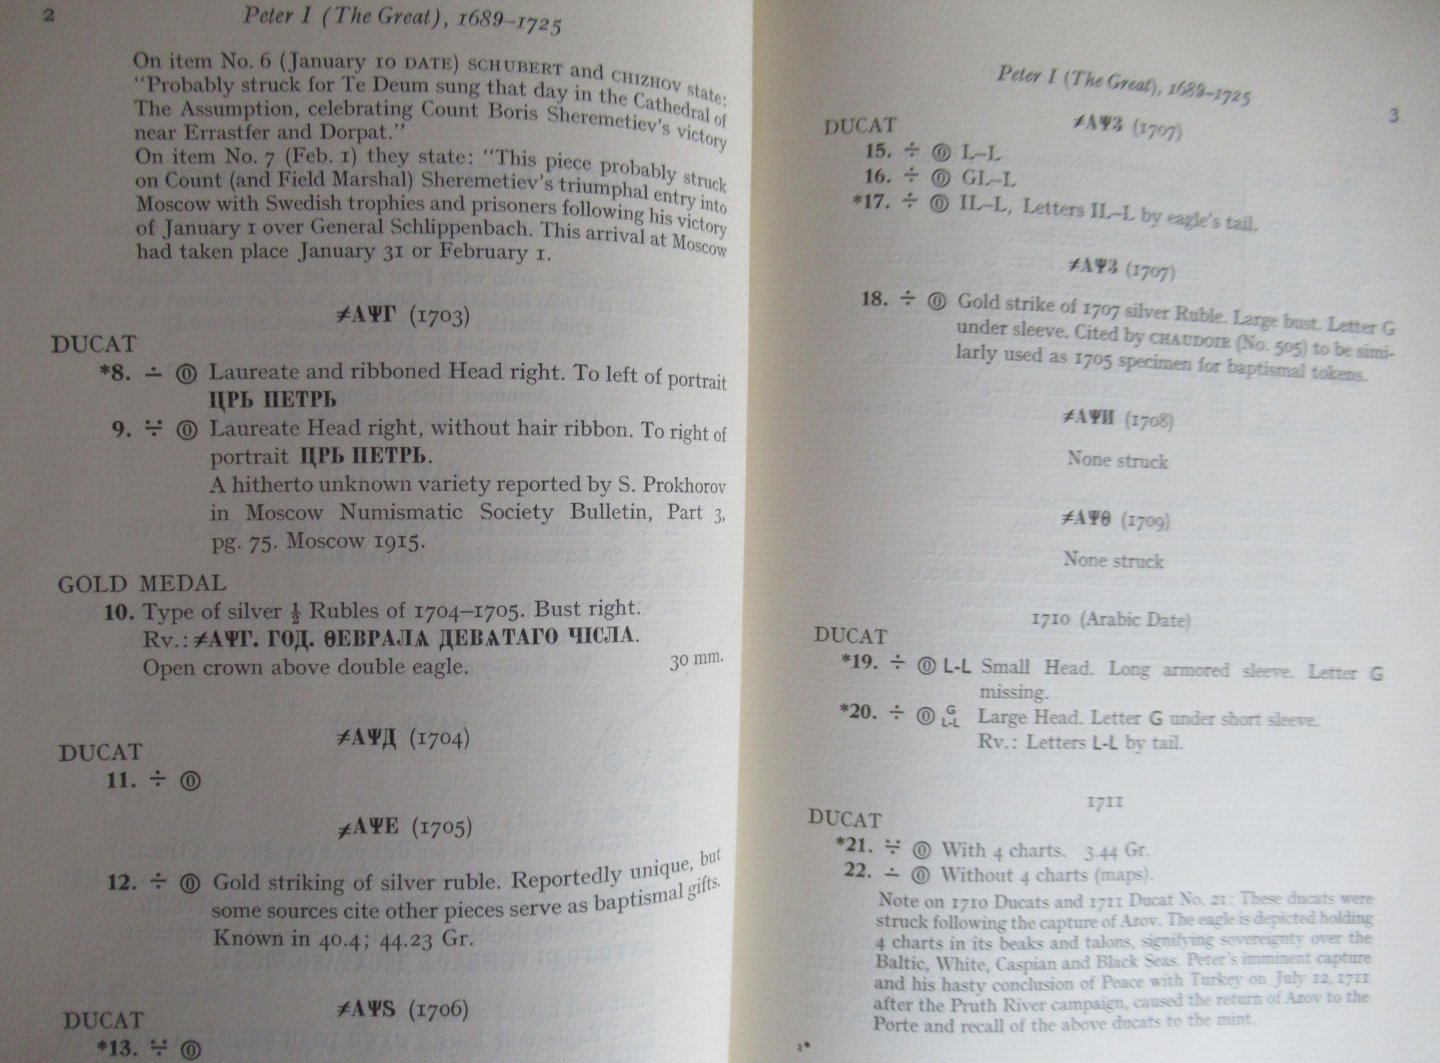 2
Peter I (The Great), 1689–1725
On item No. 6 (January 10 DATE) SCHUBERT and CHIZHOV state:
"Probably struck for Te Deum sung that day in the Cathedral of
The Assumption, celebrating Count Boris Sheremetiev's victory
near Errastfer and Dorpat."
On item No. 7 (Feb. 1) they state: "This piece probably struck
on Count (and Field Marshal) Sheremetiev's triumphal entry into
Moscow with Swedish trophies and prisoners following his victory
of January 1 over General Schlippenbach. This arrival at Moscow
had taken place January 31 or February 1.
҂АѰГ (1703)
DUCAT
*8. ∸ ⓪ Laureate and ribboned Head right. To left of portrait
ЦРЬ ПЕТРЬ
9. ⓪ Laureate Head right, without hair ribbon. To right of
portrait ЦРЬ ПЕТРЬ.
A hitherto unknown variety reported by S. Prokhorov
in Moscow Numismatic Society Bulletin, Part 3,
pg. 75. Moscow 1915.
GOLD MEDAL
10. Type of silver ½ Rubles of 1704–1705. Bust right.
Rv.: ҂АѰГ. ГОД. ѲЕВРАЛА ДЕВАТАГО ЧІСЛА.
Open crown above double eagle. 30 mm.
҂АѰД (1704)
DUCAT
11. ÷ ⓪
҂АѰЕ (1705)
12. ÷ ⓪ Gold striking of silver ruble. Reportedly unique, but
some sources cite other pieces serve as baptismal gifts.
Known in 40.4; 44.23 Gr.
҂АѰЅ (1706)
DUCAT
*13. ⓪
Peter I (The Great), 1689–1725
3
҂АѰЗ (1707)
DUCAT
15. ÷ ⓪ L–L
16. ÷ ⓪ GL–L
*17. ÷ ⓪ IL–L, Letters IL–L by eagle's tail.
҂АѰЗ (1707)
18. ÷ ⓪ Gold strike of 1707 silver Ruble. Large bust. Letter G
under sleeve. Cited by CHAUDOIR (No. 505) to be simi-
larly used as 1705 specimen for baptismal tokens.
҂АѰИ (1708)
None struck
҂АѰѲ (1709)
None struck
1710 (Arabic Date)
DUCAT
*19. ÷ ⓪ L-L Small Head. Long armored sleeve. Letter G
missing.
*20. ÷ ⓪ G L-L Large Head. Letter G under short sleeve.
Rv.: Letters L-L by tail.
1711
DUCAT
*21. ⓪ With 4 charts. 3.44 Gr.
22. ∸ ⓪ Without 4 charts (maps).
Note on 1710 Ducats and 1711 Ducat No. 21: These ducats were
struck following the capture of Azov. The eagle is depicted holding
4 charts in its beaks and talons, signifying sovereignty over the
Baltic, White, Caspian and Black Seas. Peter's imminent capture
and his hasty conclusion of Peace with Turkey on July 12, 1711
after the Pruth River campaign, caused the return of Azov to the
Porte and recall of the above ducats to the mint.
1*